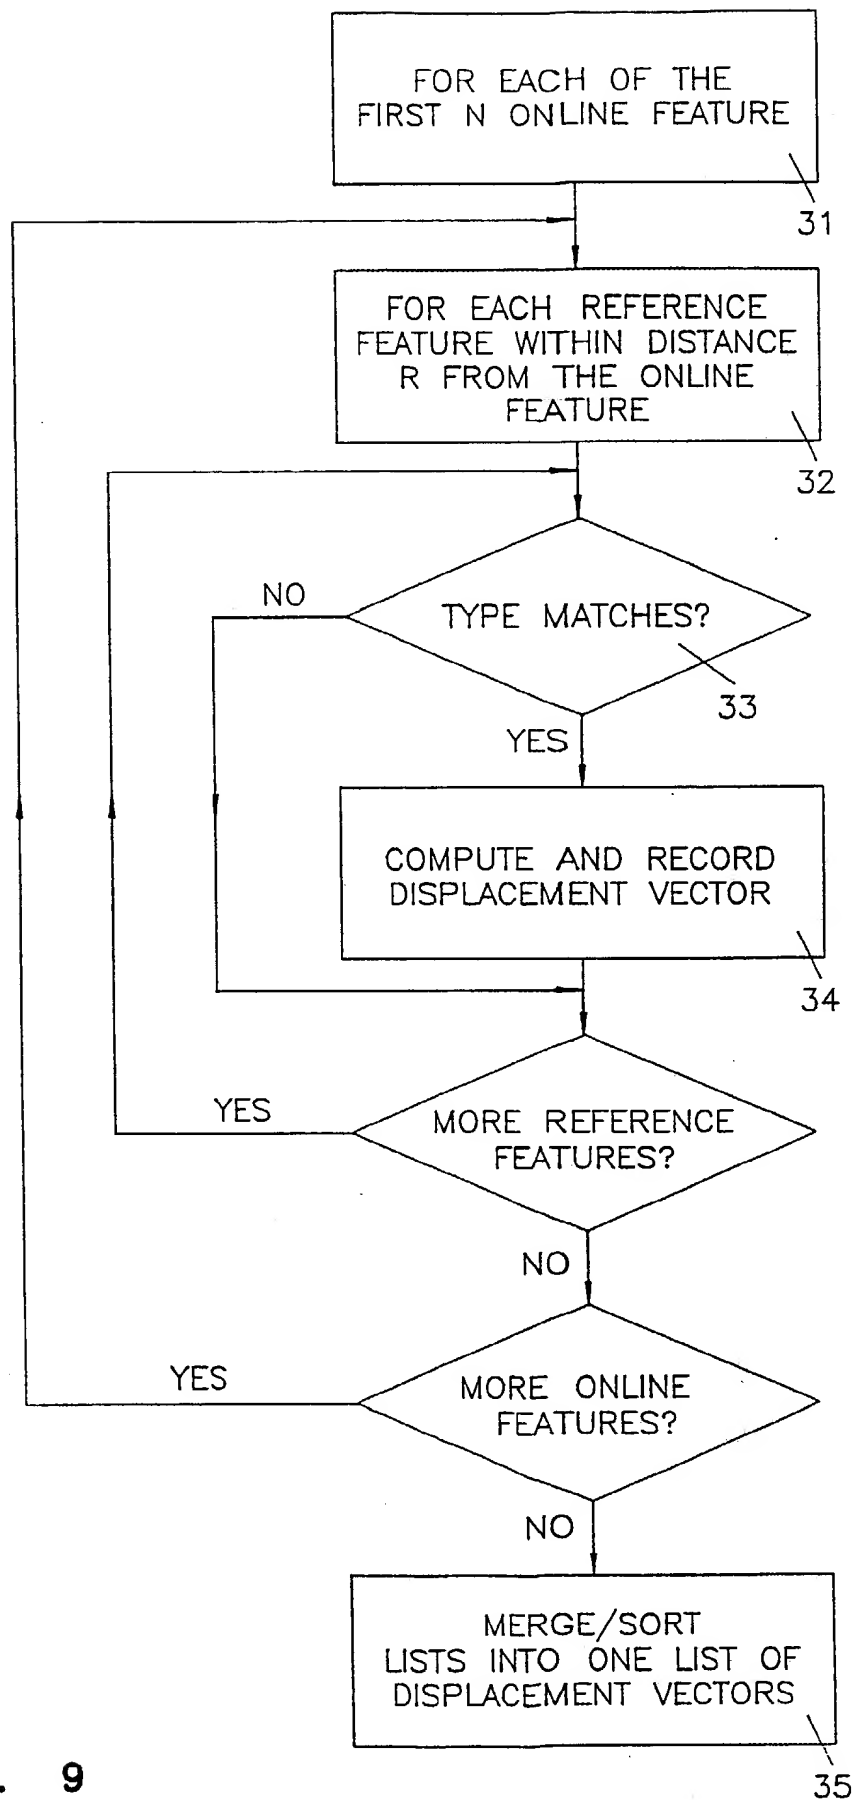 FOR EACH OF THE
FIRST N ONLINE FEATURE
31
FOR EACH REFERENCE
FEATURE WITHIN DISTANCE
R FROM THE ONLINE
FEATURE
32
NO
TYPE MATCHES?
33
YES
COMPUTE AND RECORD
DISPLACEMENT VECTOR
34
YES
MORE REFERENCE
FEATURES?
NO
YES
MORE ONLINE
FEATURES?
NO
MERGE/SORT
LISTS INTO ONE LIST OF
DISPLACEMENT VECTORS
35
. 9